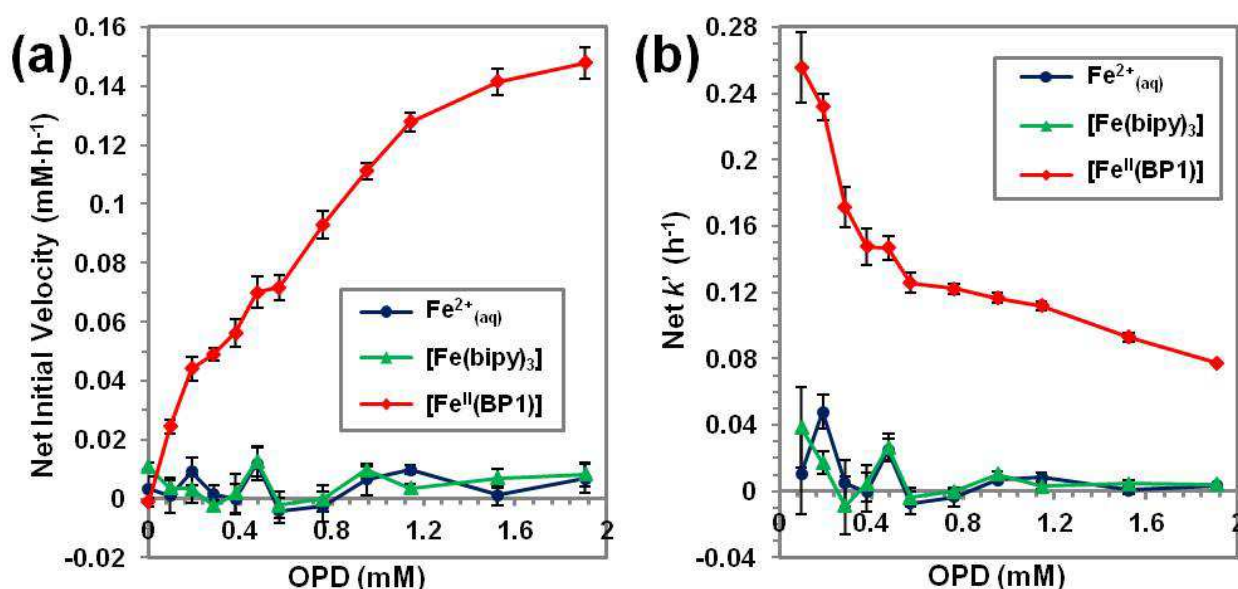 (a)
Net Initial Velocity (mM·h⁻¹)
0.16
0.14
0.12
0.1
0.08
0.06
0.04
0.02
0
-0.02
0 0.4 0.8 1.2 1.6 2
OPD (mM)
Fe²⁺(aq)
[Fe(bipy)₃]
[Feᴵᴵ(BP1)]
(b)
Net k' (h⁻¹)
0.28
0.24
0.2
0.16
0.12
0.08
0.04
0
-0.04
0 0.4 0.8 1.2 1.6 2
OPD (mM)
Fe²⁺(aq)
[Fe(bipy)₃]
[Feᴵᴵ(BP1)]